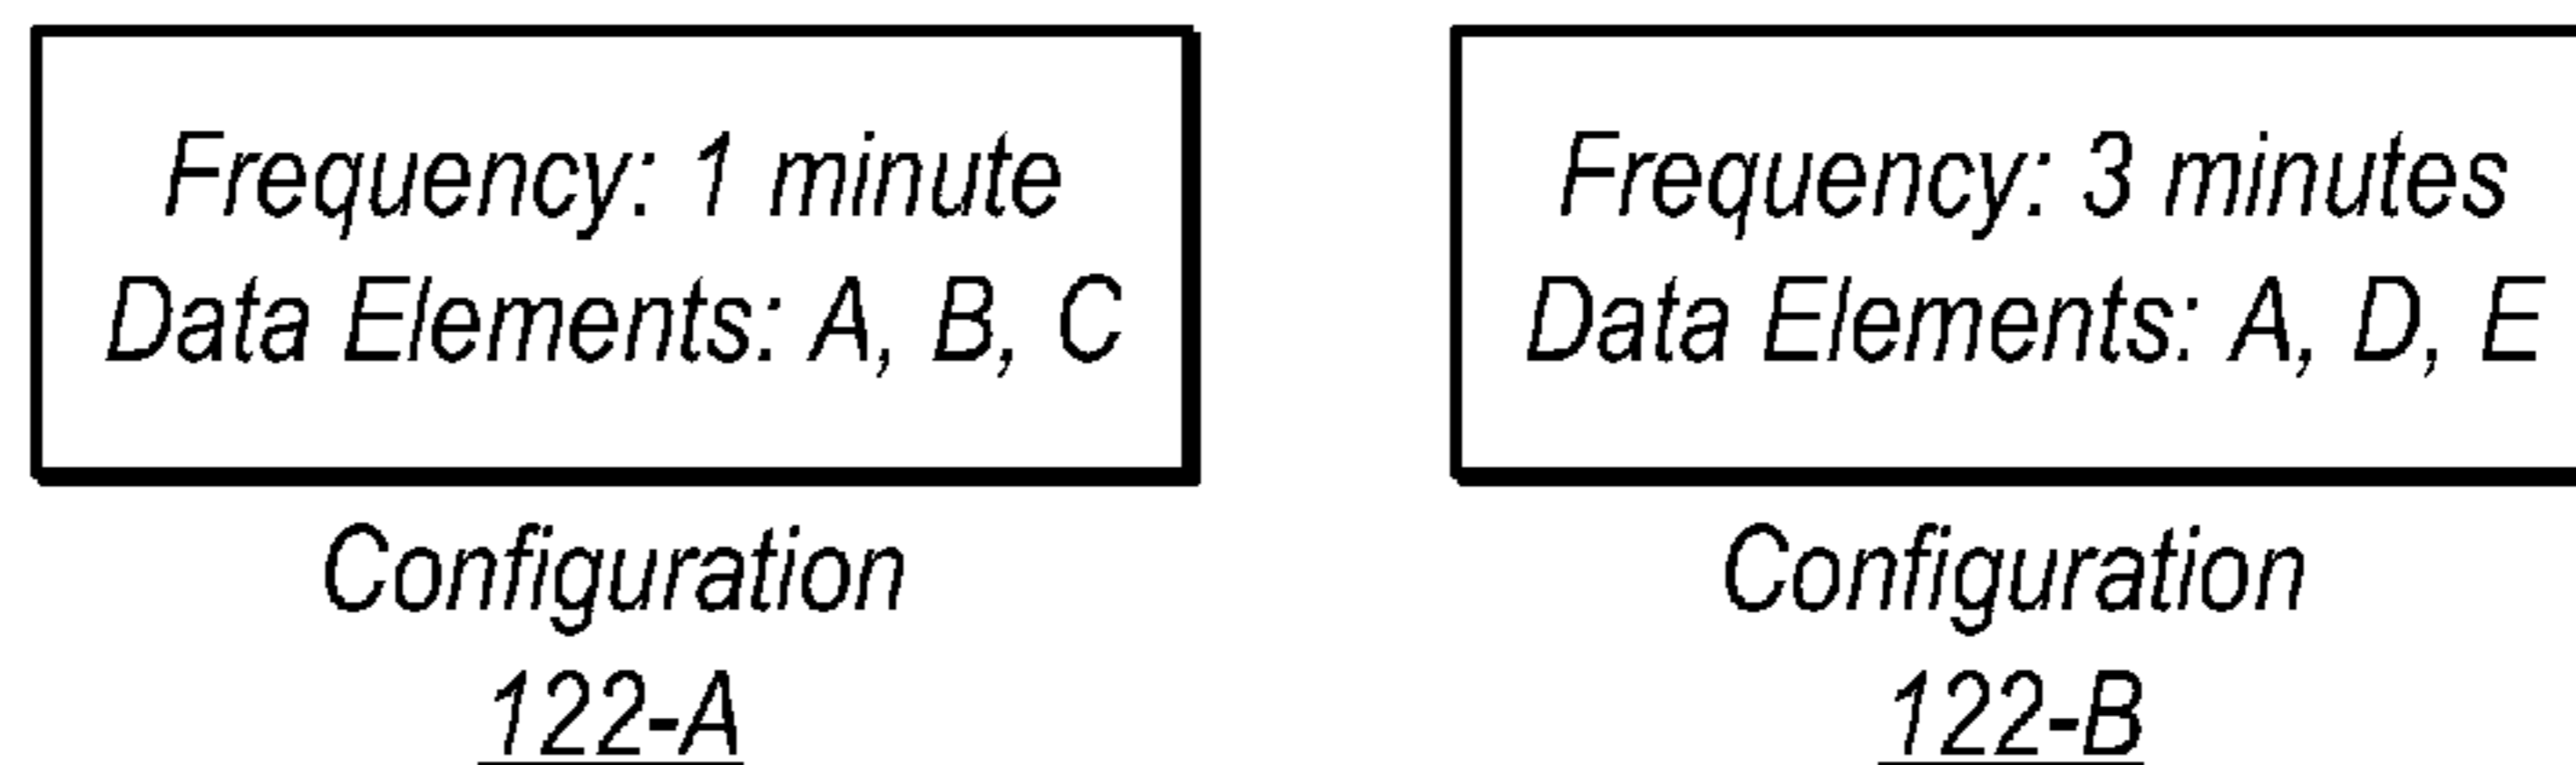 Frequency: 1 minute
Data Elements: A, B, C
Configuration
122-A
Frequency: 3 minutes
Data Elements: A, D, E
Configuration
122-B